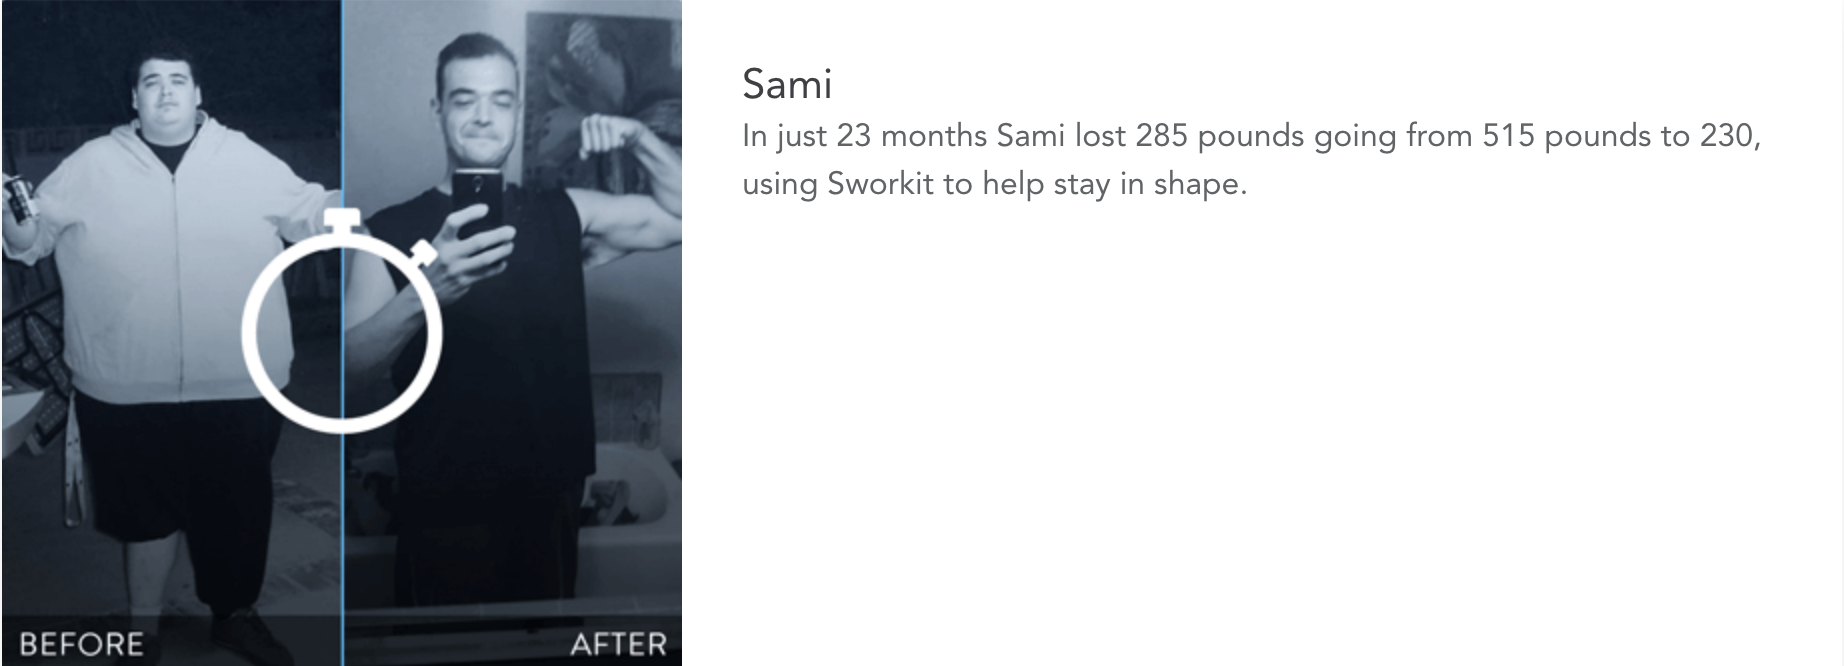 Sami
In just 23 months Sami lost 285 pounds going from 515 pounds to 230,
using Sworkit to help stay in shape.
BEFORE
AFTER